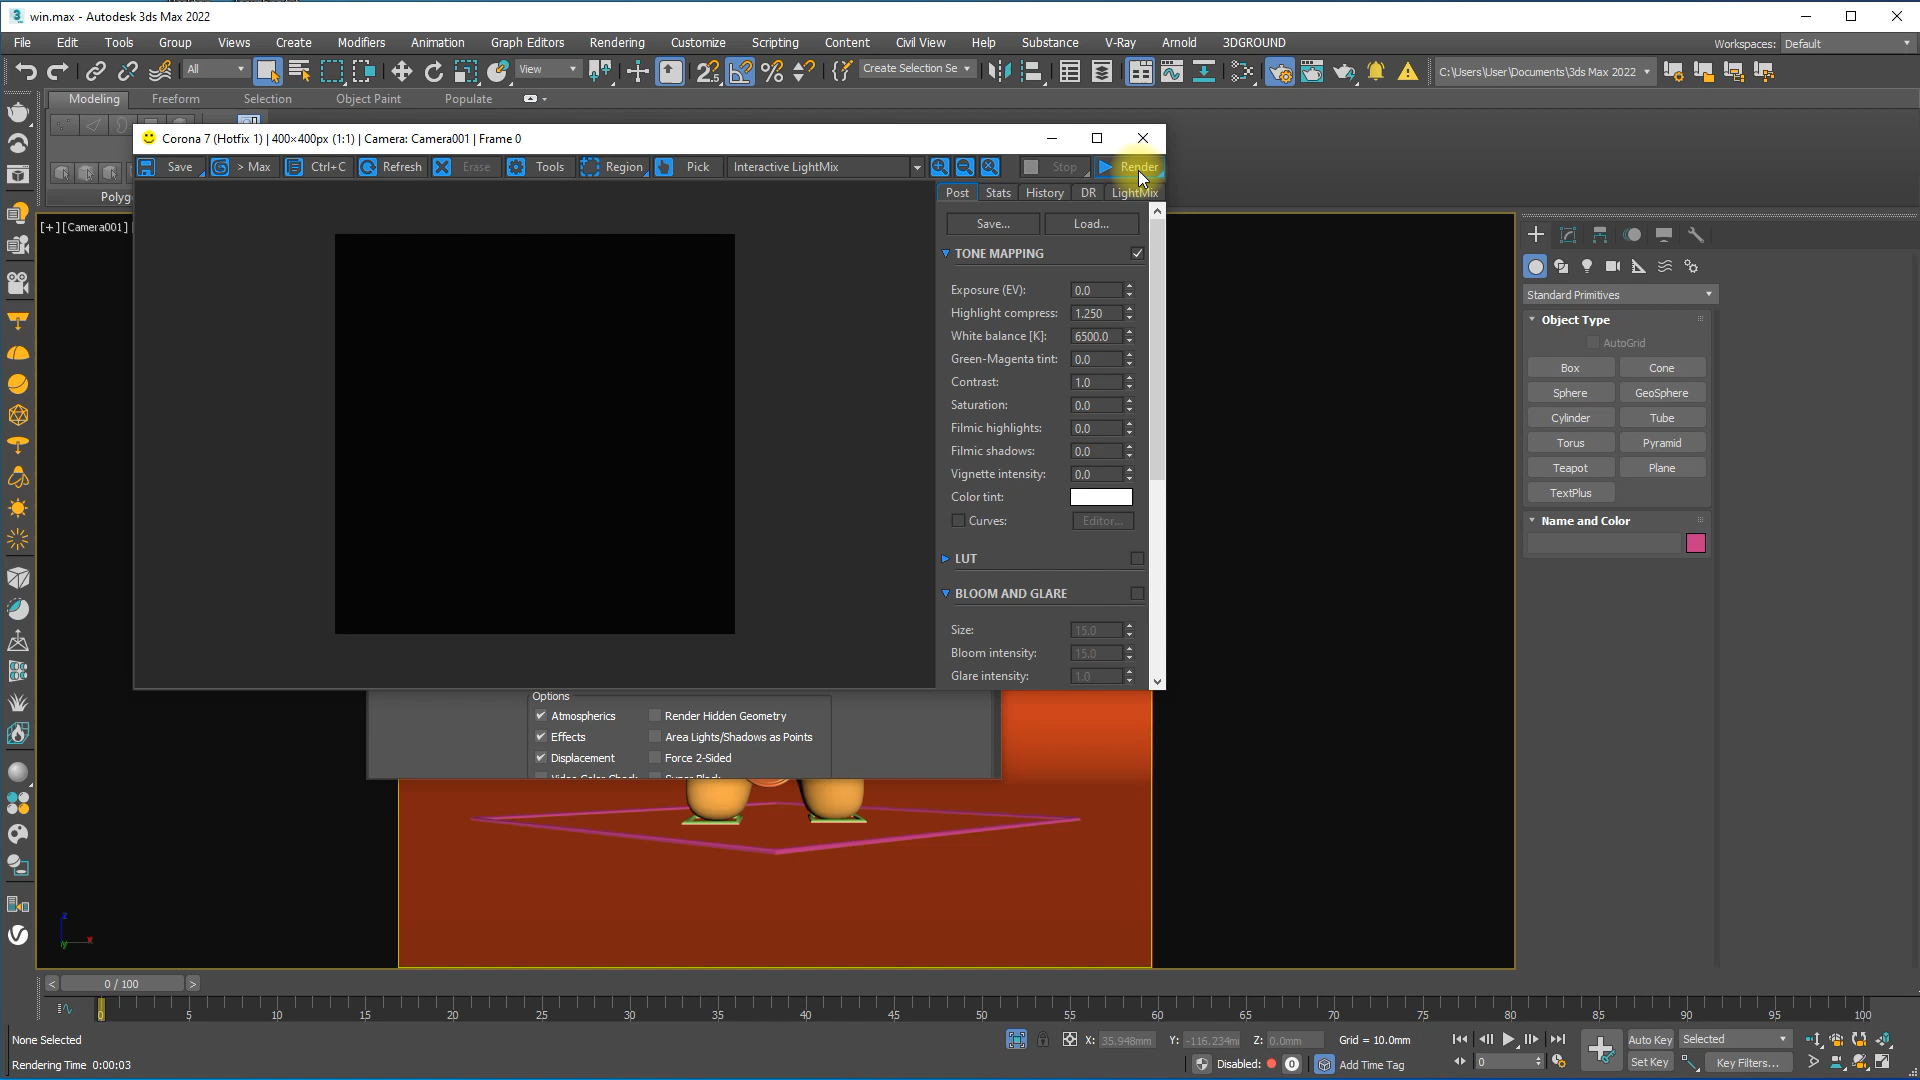 win.max - Autodesk 3ds Max 2022
File Edit Tools Group Views Create Modifiers Animation Graph Editors Rendering Customize Scripting Content Civil View Help Substance V-Ray Arnold 3DGROUND Workspaces: Default
All View Create Selection Se C:\Users\User\Documents\3ds Max 2022
Modeling Freeform Selection Object Paint Populate
Corona 7 (Hotfix 1) | 400×400px (1:1) | Camera: Camera001 | Frame 0
Save > Max Ctrl+C Refresh Erase Tools Region Pick Interactive LightMix Stop Render
Post Stats History DR LightMix
[+][Camera001]
Save... Load...
TONE MAPPING
Exposure (EV): 0.0
Highlight compress: 1.250
White balance [K]: 6500.0
Green-Magenta tint: 0.0
Contrast: 1.0
Saturation: 0.0
Filmic highlights: 0.0
Filmic shadows: 0.0
Vignette intensity: 0.0
Color tint:
Curves: Editor...
LUT
BLOOM AND GLARE
Size: 15.0
Bloom intensity: 15.0
Glare intensity: 1.0
Options
Atmospherics Render Hidden Geometry
Effects Area Lights/Shadows as Points
Displacement Force 2-Sided
Standard Primitives
Object Type
AutoGrid
Box Cone
Sphere GeoSphere
Cylinder Tube
Torus Pyramid
Teapot Plane
TextPlus
Name and Color
z
y x
< 0 / 100 >
0 5 10 15 20 25 30 35 40 45 50 55 60 65 70 75 80 85 90 95 100
None Selected X: 35.948mm Y: -116.234m Z: 0.0mm Grid = 10.0mm Auto Key Selected
Rendering Time 0:00:03 Disabled: 0 Add Time Tag 0 Set Key Key Filters...